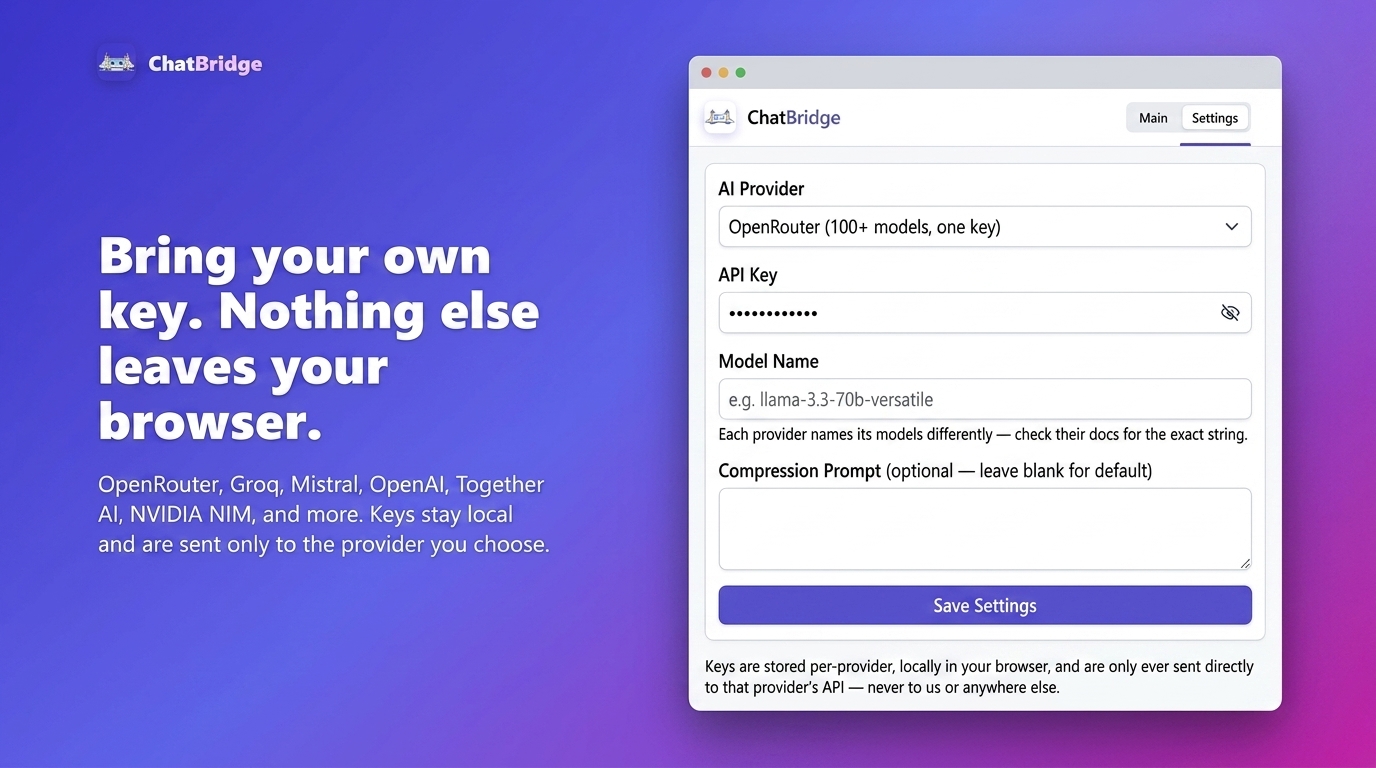 ChatBridge
Bring your own
key. Nothing else
leaves your
browser.
OpenRouter, Groq, Mistral, OpenAI, Together
AI, NVIDIA NIM, and more. Keys stay local
and are sent only to the provider you choose.
ChatBridge
Main
Settings
AI Provider
OpenRouter (100+ models, one key)
API Key
••••••••••••
Model Name
e.g. llama-3.3-70b-versatile
Each provider names its models differently — check their docs for the exact string.
Compression Prompt (optional — leave blank for default)
Save Settings
Keys are stored per-provider, locally in your browser, and are only ever sent directly
to that provider's API — never to us or anywhere else.